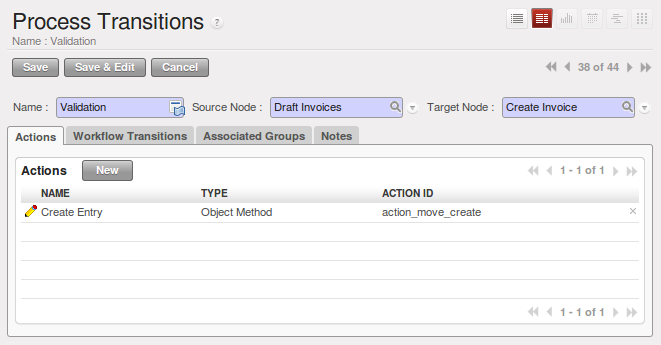 Process Transitions ?
Name : Validation
Save Save & Edit Cancel 38 of 44
Name : Validation Source Node : Draft Invoices Target Node : Create Invoice
Actions Workflow Transitions Associated Groups Notes
Actions New 1 - 1 of 1
NAME TYPE ACTION ID
Create Entry Object Method action_move_create
1 - 1 of 1